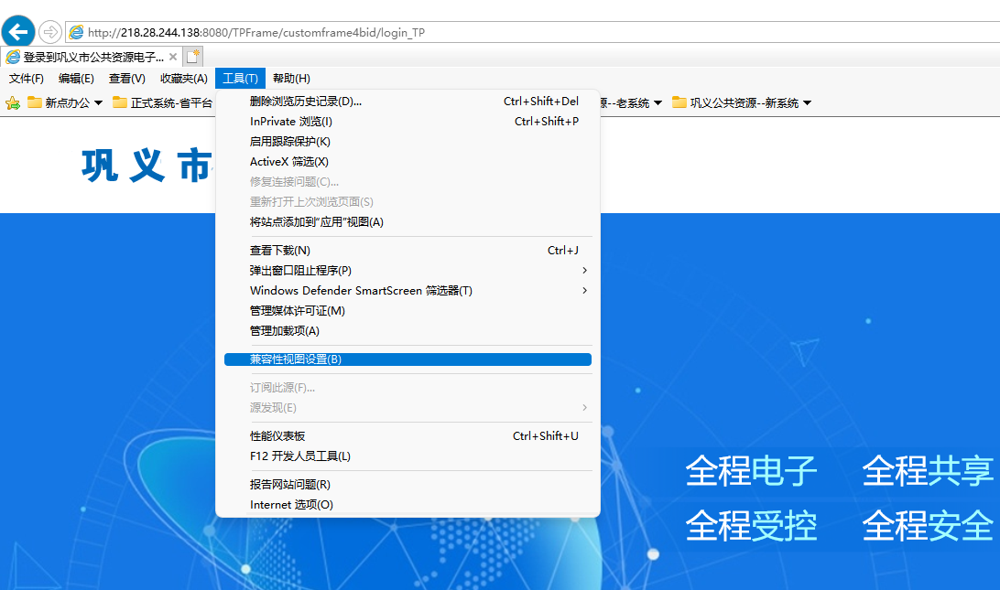 http://218.28.244.138:8080/TPFrame/customframe4bid/login_TP
登录到巩义市公共资源电子...
文件(F) 编辑(E) 查看(V) 收藏夹(A) 工具(T) 帮助(H)
新点办公 正式系统-省平台 源--老系统 巩义公共资源--新系统
巩义市
删除浏览历史记录(D)... Ctrl+Shift+Del
InPrivate 浏览(I) Ctrl+Shift+P
启用跟踪保护(K)
ActiveX 筛选(X)
修复连接问题(C)...
重新打开上次浏览页面(S)
将站点添加到“应用”视图(A)
查看下载(N) Ctrl+J
弹出窗口阻止程序(P)
Windows Defender SmartScreen 筛选器(T)
管理媒体许可证(M)
管理加载项(A)
兼容性视图设置(B)
订阅此源(F)...
源发现(E)
性能仪表板 Ctrl+Shift+U
F12 开发人员工具(L)
报告网站问题(R)
Internet 选项(O)
全程电子 全程共享
全程受控 全程安全